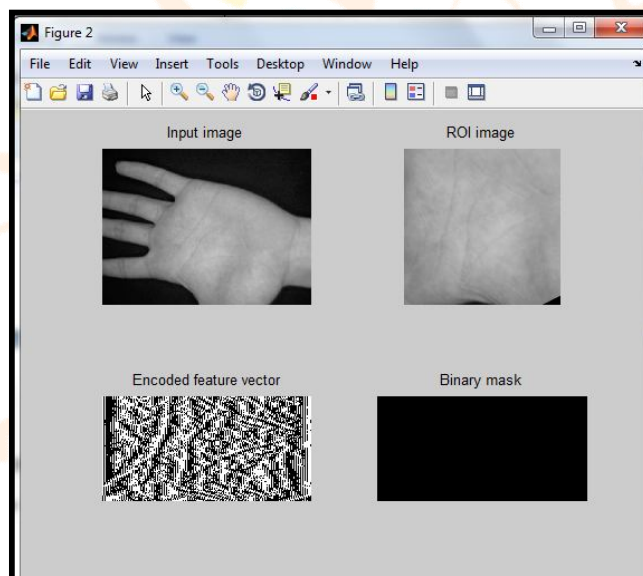 Figure 2
File Edit View Insert Tools Desktop Window Help
Input image
ROI image
Encoded feature vector
Binary mask